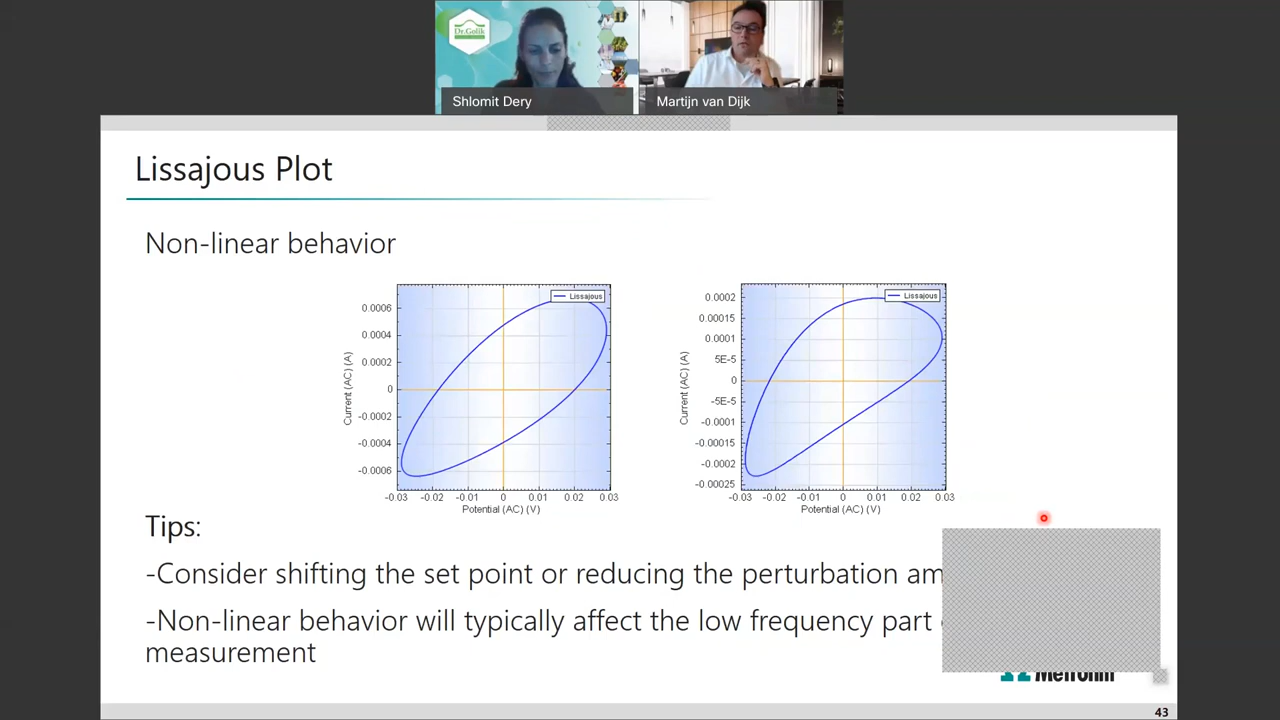 Dr.Golik
Shlomit Dery
Martijn van Dijk
Lissajous Plot
Non-linear behavior
Lissajous
0.0006
0.0004
0.0002
0
-0.0002
-0.0004
-0.0006
Current (AC) (A)
-0.03 -0.02 -0.01 0 0.01 0.02 0.03
Potential (AC) (V)
Lissajous
0.0002
0.00015
0.0001
5E-5
0
-5E-5
-0.0001
-0.00015
-0.0002
-0.00025
Current (AC) (A)
-0.03 -0.02 -0.01 0 0.01 0.02 0.03
Potential (AC) (V)
Tips:
-Consider shifting the set point or reducing the perturbation am
-Non-linear behavior will typically affect the low frequency part
measurement
Metrohm
43